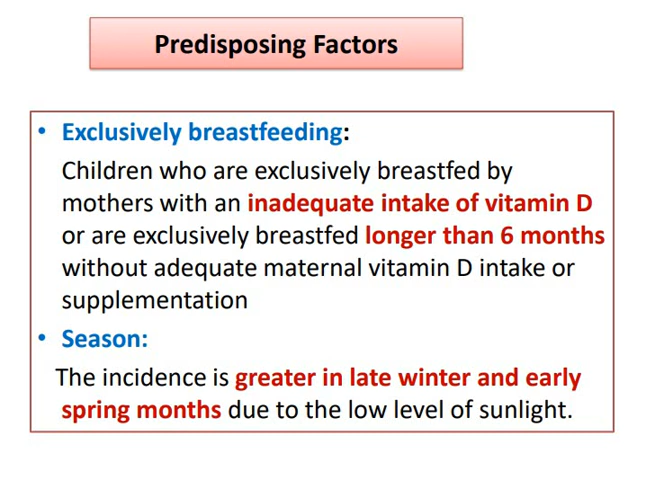 Predisposing Factors
• Exclusively breastfeeding:
Children who are exclusively breastfed by
mothers with an inadequate intake of vitamin D
or are exclusively breastfed longer than 6 months
without adequate maternal vitamin D intake or
supplementation
• Season:
The incidence is greater in late winter and early
spring months due to the low level of sunlight.